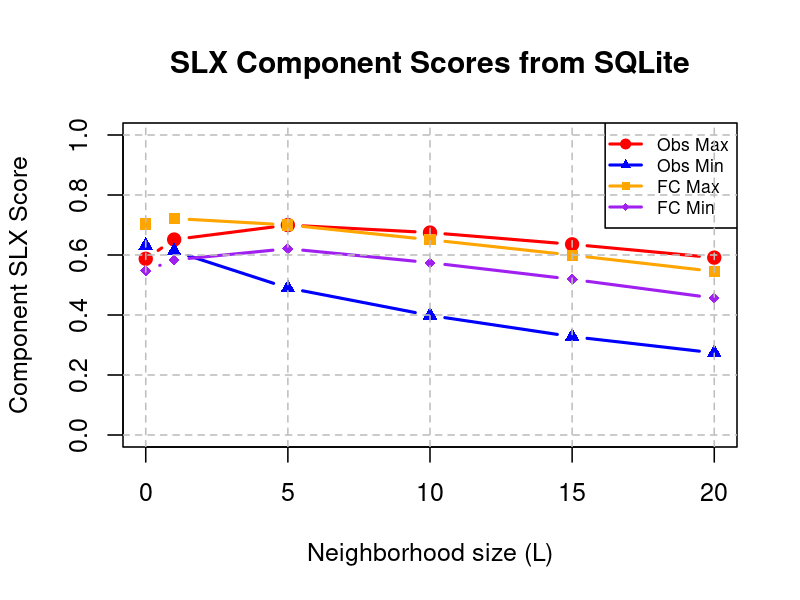 SLX Component Scores from SQLite
Obs Max
Obs Min
FC Max
FC Min
Component SLX Score
1.0
0.8
0.6
0.4
0.2
0.0
0 5 10 15 20
Neighborhood size (L)